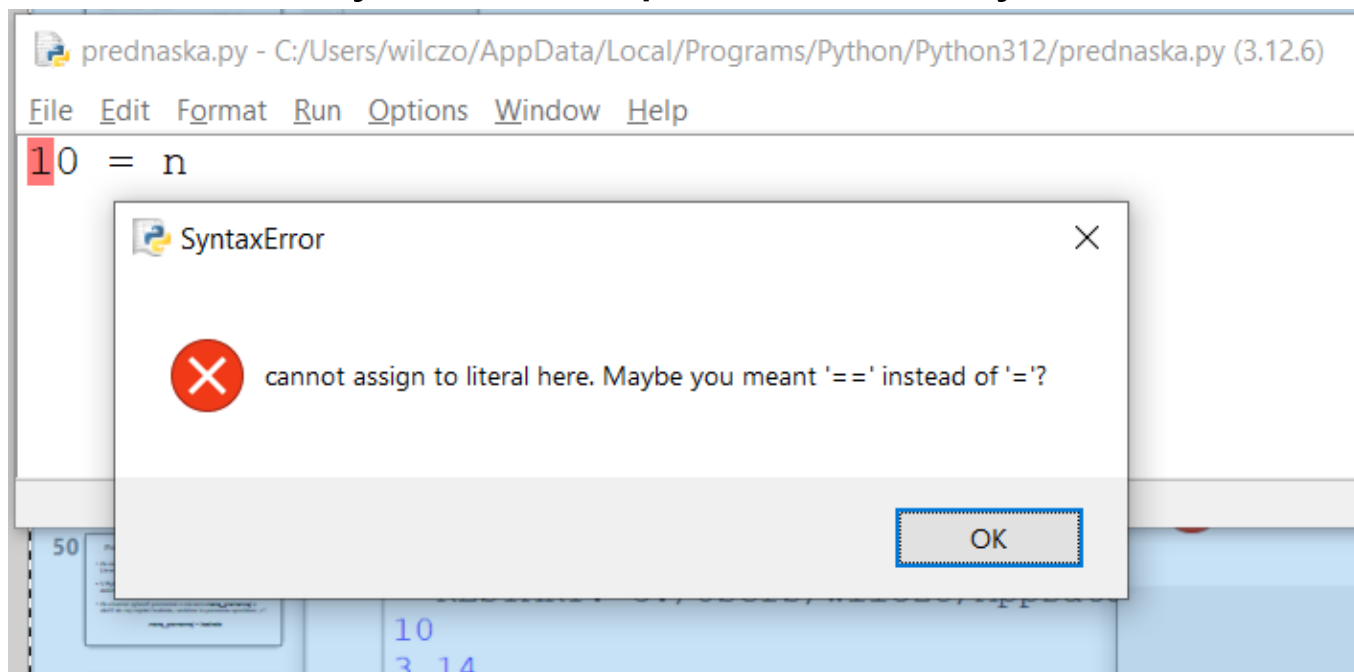 prednaska.py - C:/Users/wilczo/AppData/Local/Programs/Python/Python312/prednaska.py (3.12.6)
File Edit Format Run Options Window Help
10 = n
SyntaxError
cannot assign to literal here. Maybe you meant '==' instead of '='?
OK
50
10
3.14